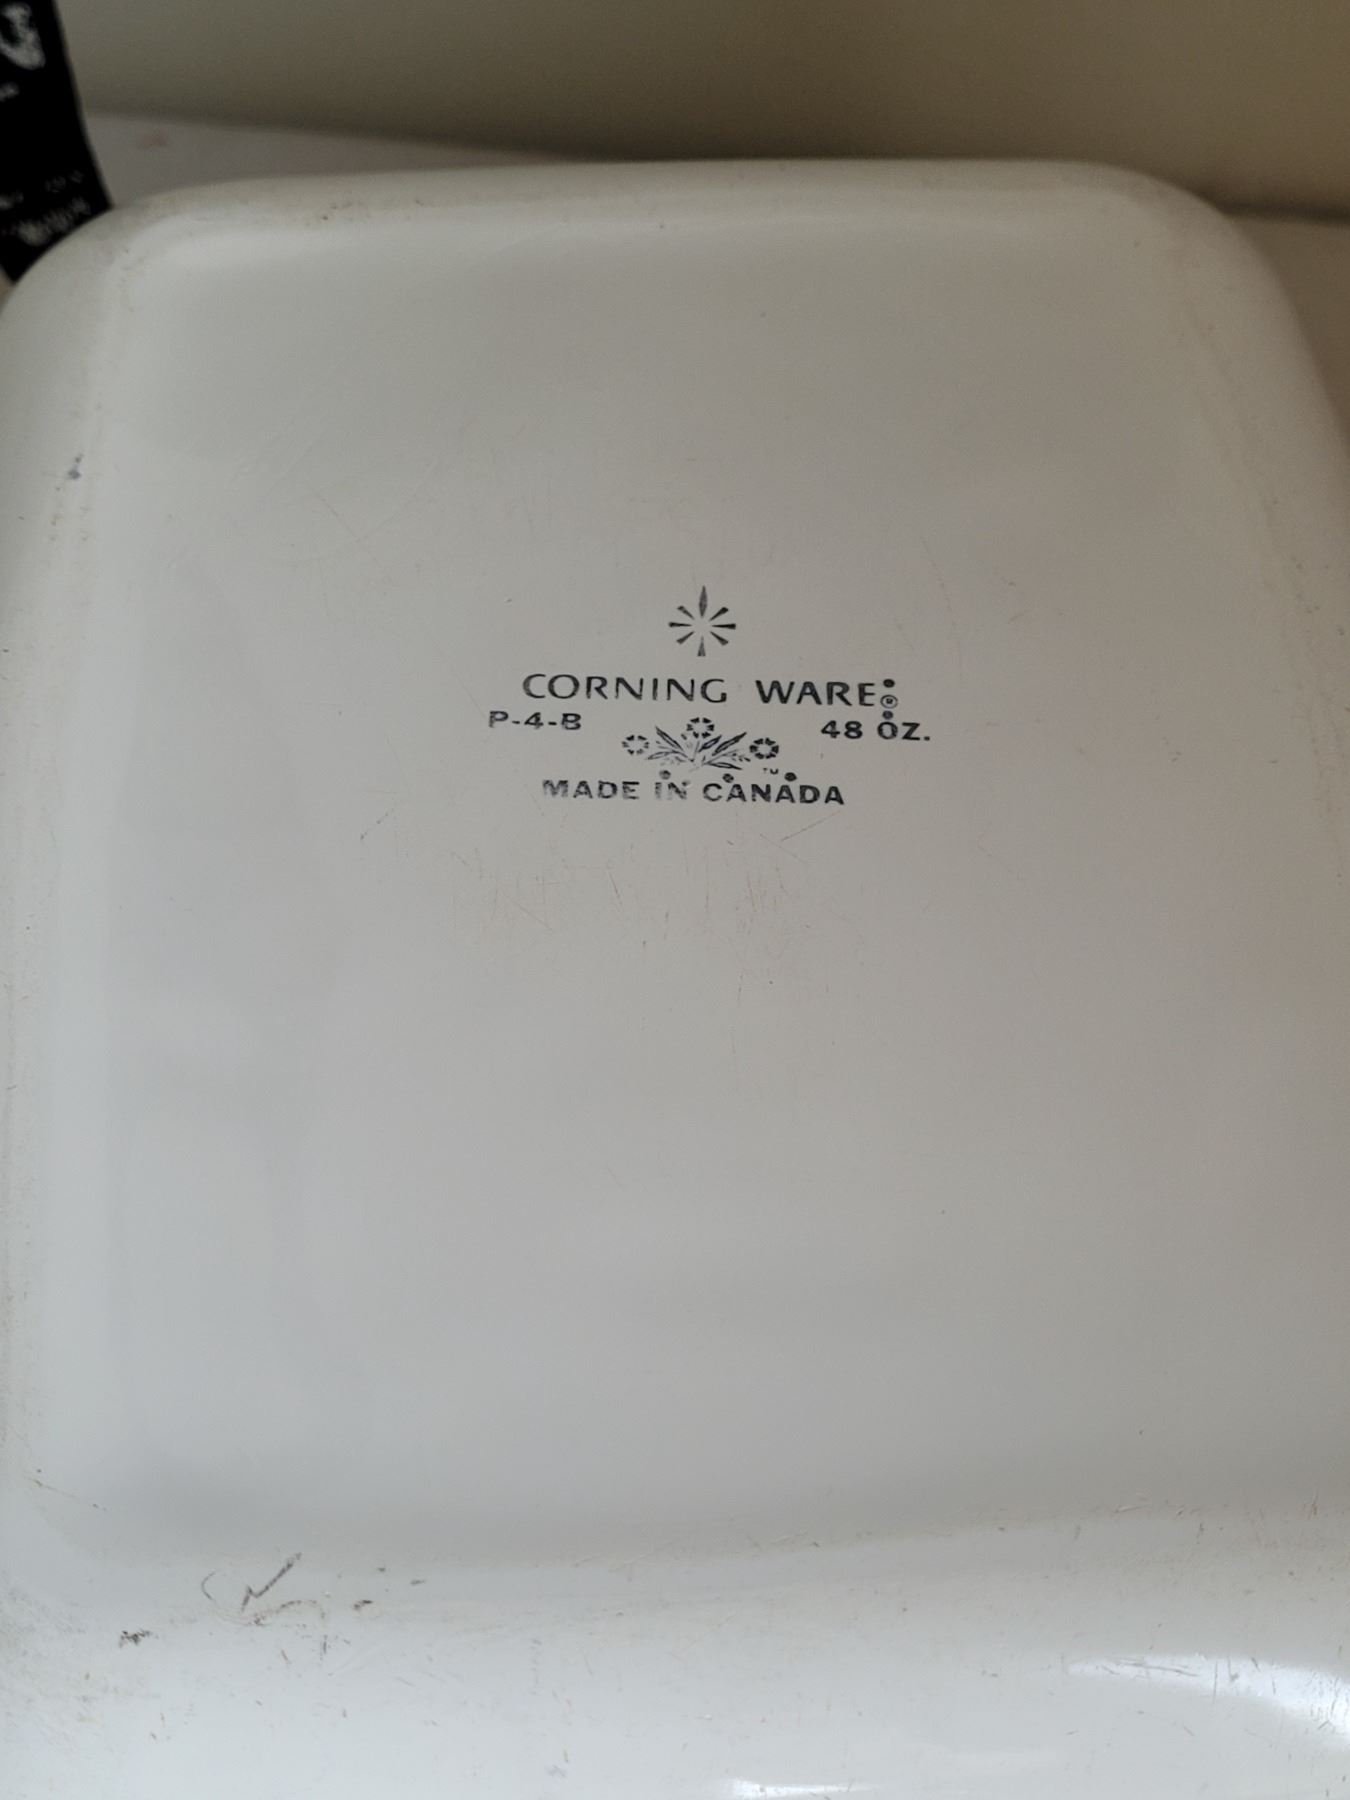 CORNING WARE®
P-4-B 48 OZ.
TM
MADE IN CANADA